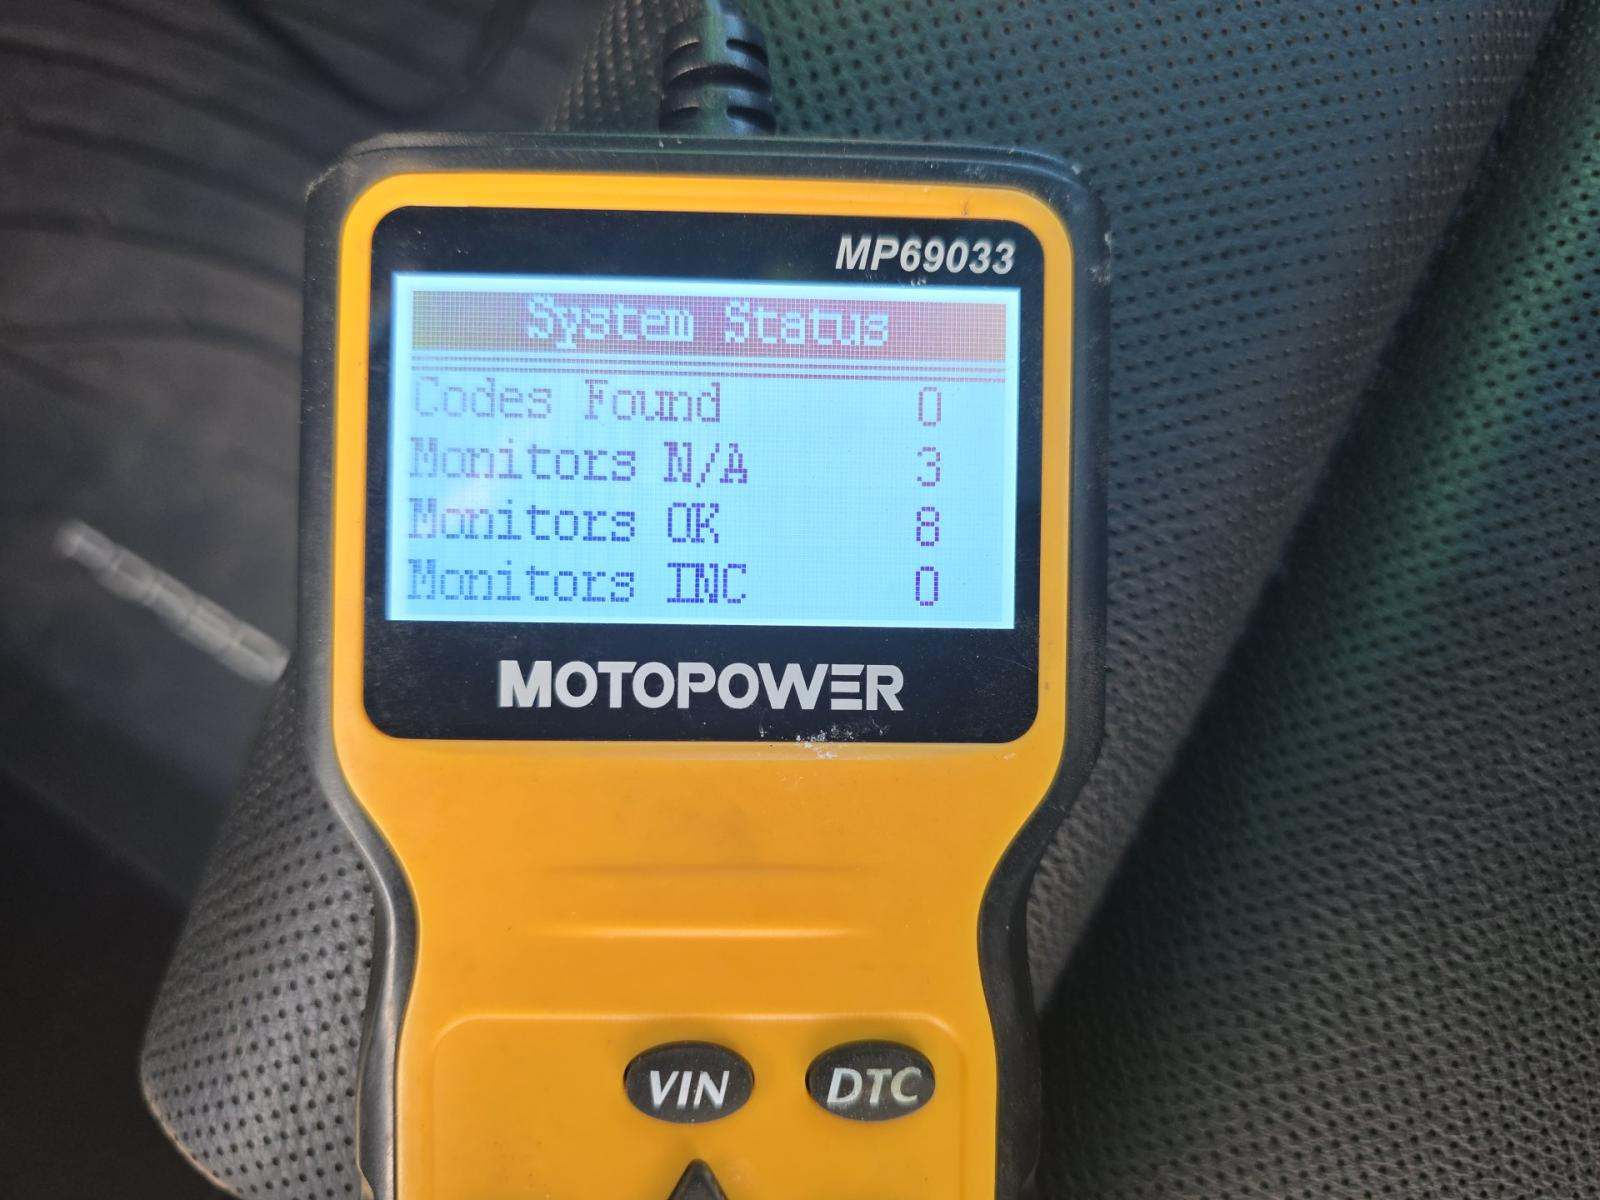 MP69033
System Status
Codes Found 0
Monitors N/A 3
Monitors OK 8
Monitors INC 0
MOTOPOWER
VIN DTC